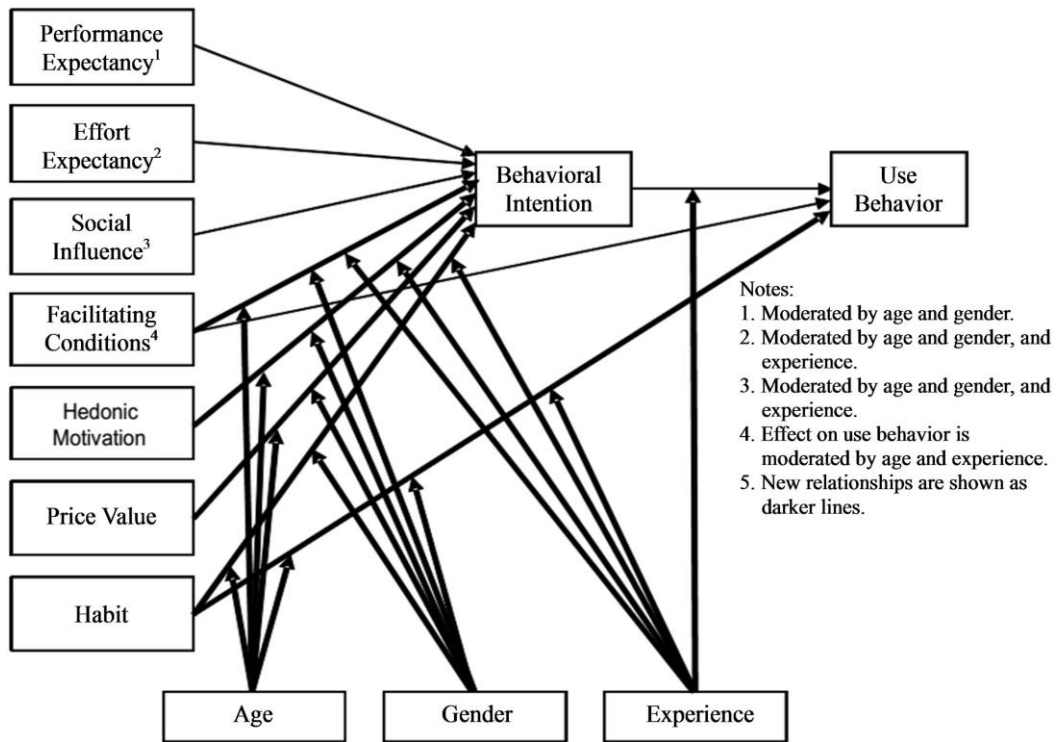 Performance
Expectancy¹
Effort
Expectancy²
Social
Influence³
Facilitating
Conditions⁴
Hedonic
Motivation
Price Value
Habit
Behavioral
Intention
Use
Behavior
Notes:
1. Moderated by age and gender.
2. Moderated by age and gender, and
experience.
3. Moderated by age and gender, and
experience.
4. Effect on use behavior is
moderated by age and experience.
5. New relationships are shown as
darker lines.
Age
Gender
Experience